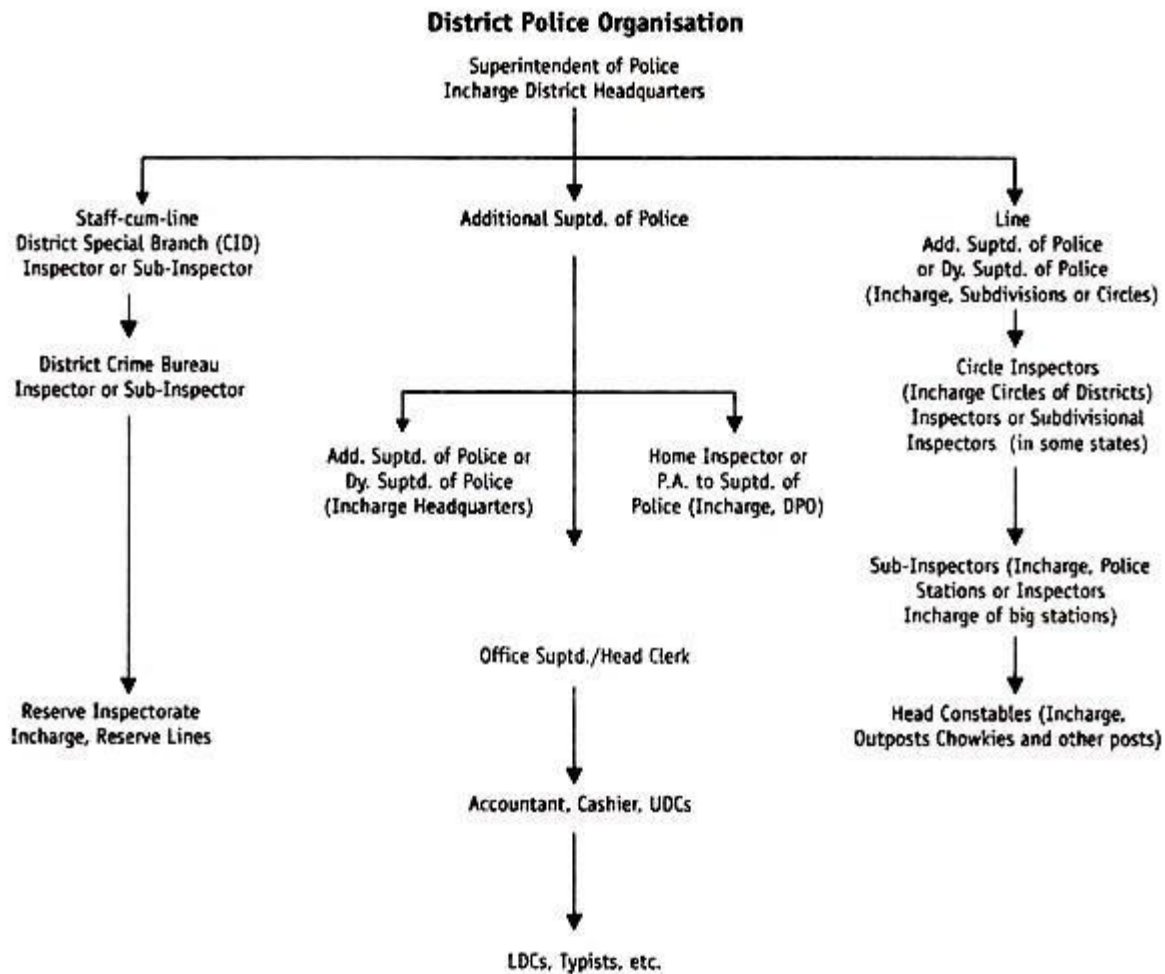 District Police Organisation
Superintendent of Police
Incharge District Headquarters
Staff-cum-line
District Special Branch (CID)
Inspector or Sub-Inspector
Additional Suptd. of Police
Line
Add. Suptd. of Police
or Dy. Suptd. of Police
(Incharge, Subdivisions or Circles)
District Crime Bureau
Inspector or Sub-Inspector
Circle Inspectors
(Incharge Circles of Districts)
Inspectors or Subdivisional
Inspectors (in some states)
Add. Suptd. of Police or
Dy. Suptd. of Police
(Incharge Headquarters)
Home Inspector or
P.A. to Suptd. of
Police (Incharge, DPO)
Sub-Inspectors (Incharge, Police
Stations or Inspectors
Incharge of big stations)
Office Suptd./Head Clerk
Reserve Inspectorate
Incharge, Reserve Lines
Head Constables (Incharge,
Outposts Chowkies and other posts)
Accountant, Cashier, UDCs
LDCs, Typists, etc.